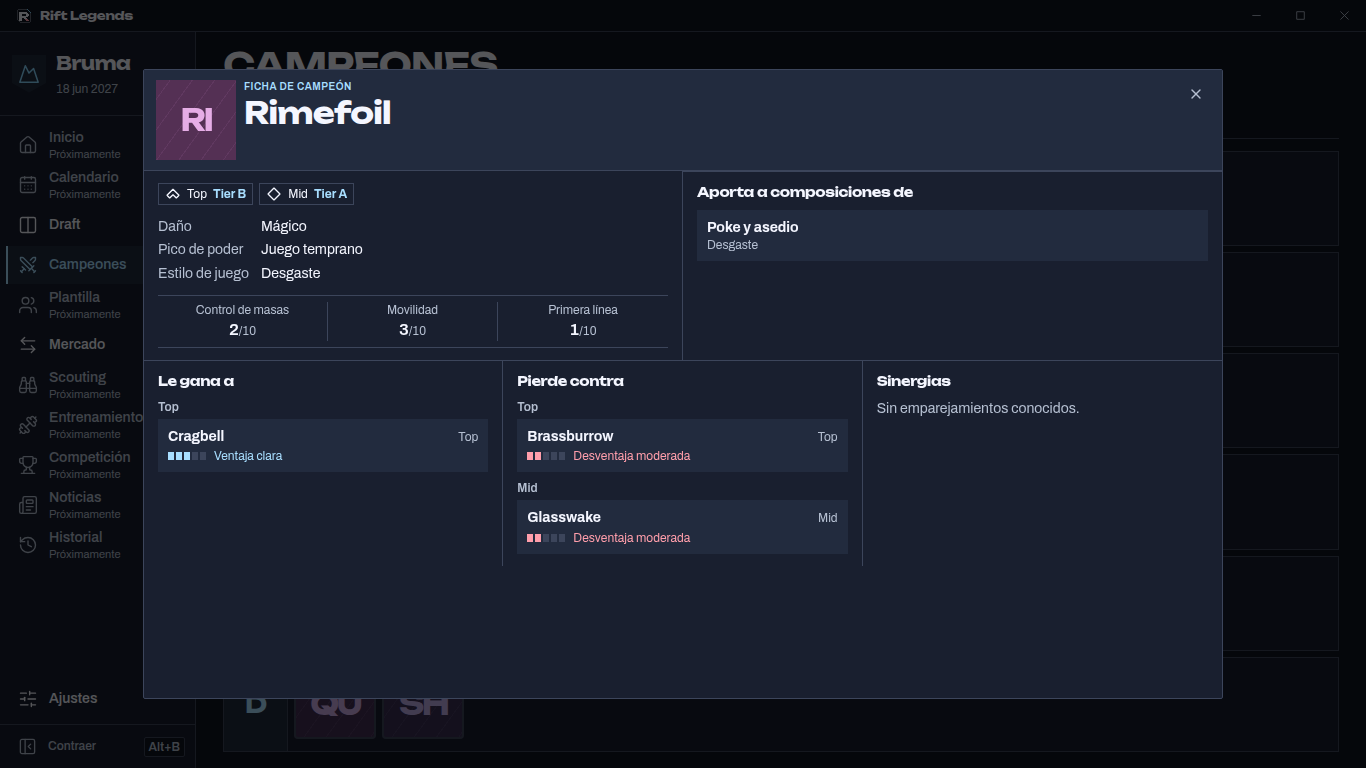 Rift Legends
Bruma
18 jun 2027
CAMPEONES
Inicio
Próximamente
Calendario
Próximamente
Draft
Campeones
Plantilla
Próximamente
Mercado
Scouting
Próximamente
Entrenamiento
Próximamente
Competición
Próximamente
Noticias
Próximamente
Historial
Próximamente
Ajustes
Contraer Alt+B
RI
FICHA DE CAMPEÓN
Rimefoil
Top Tier B Mid Tier A
Daño Mágico
Pico de poder Juego temprano
Estilo de juego Desgaste
Control de masas
2/10
Movilidad
3/10
Primera línea
1/10
Aporta a composiciones de
Poke y asedio
Desgaste
Le gana a
Top
Cragbell Top
Ventaja clara
Pierde contra
Top
Brassburrow Top
Desventaja moderada
Mid
Glasswake Mid
Desventaja moderada
Sinergias
Sin emparejamientos conocidos.
QU SH